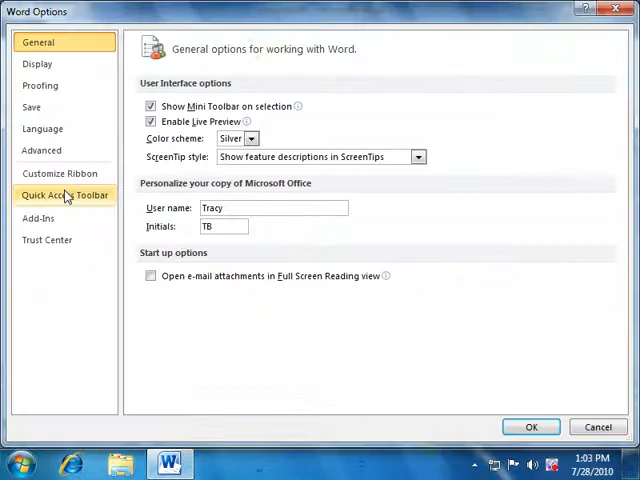 Word Options
General
Display
Proofing
Save
Language
Advanced
Customize Ribbon
Quick Access Toolbar
Add-Ins
Trust Center
General options for working with Word.
User Interface options
Show Mini Toolbar on selection
Enable Live Preview
Color scheme: Silver
ScreenTip style: Show feature descriptions in ScreenTips
Personalize your copy of Microsoft Office
User name: Tracy
Initials: TB
Start up options
Open e-mail attachments in Full Screen Reading view
OK Cancel
1:03 PM
7/28/2010